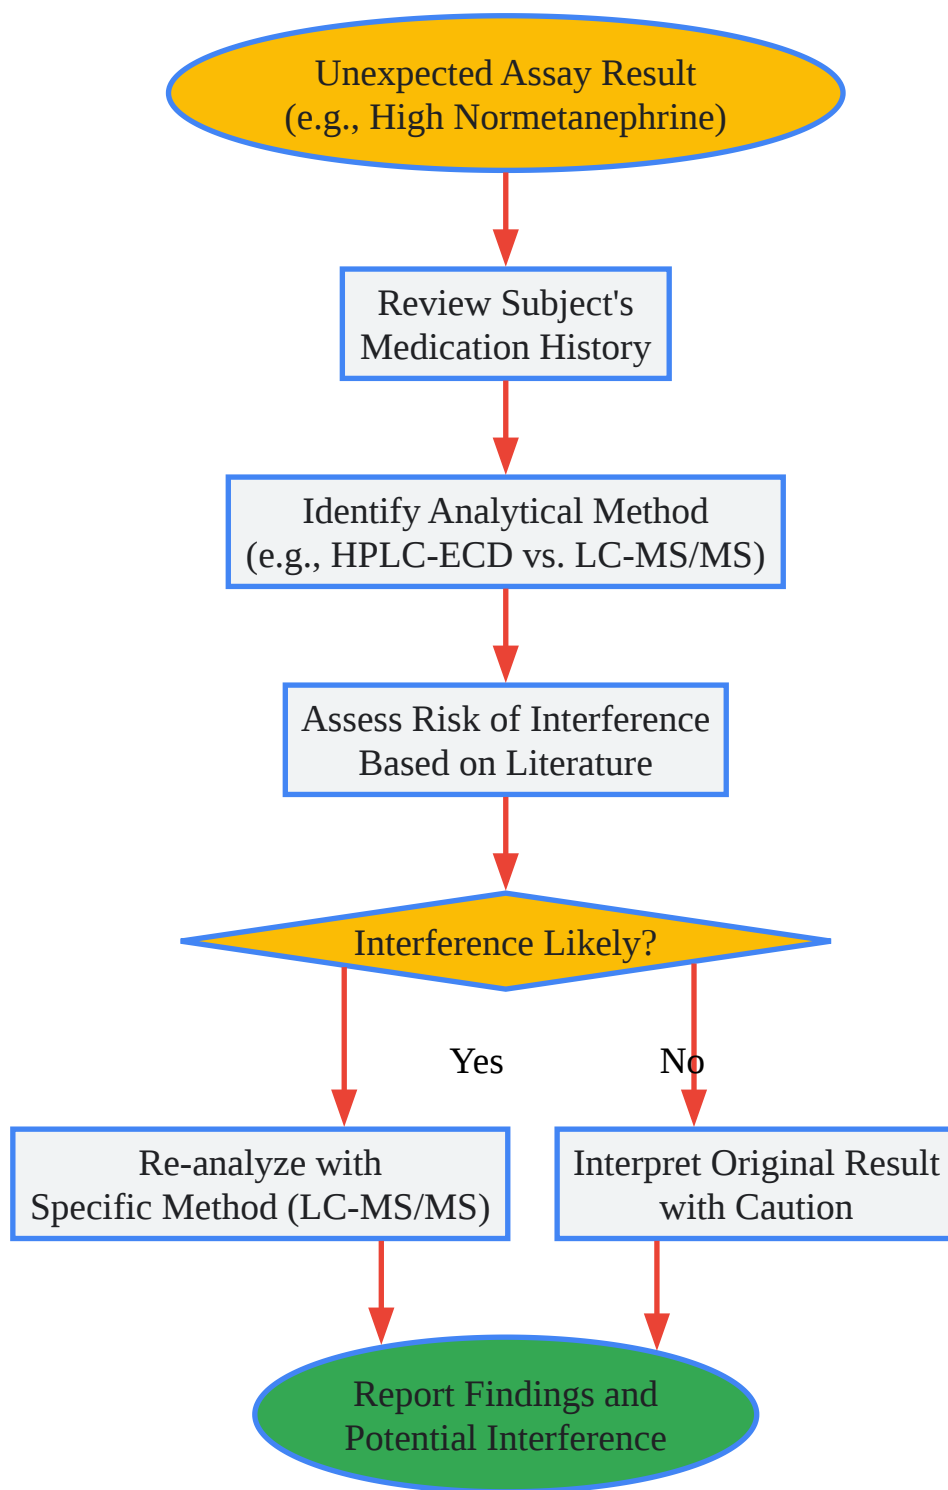 Unexpected Assay Result
(e.g., High Normetanephrine)
Review Subject's
Medication History
Identify Analytical Method
(e.g., HPLC-ECD vs. LC-MS/MS)
Assess Risk of Interference
Based on Literature
Interference Likely?
Yes
No
Re-analyze with
Specific Method (LC-MS/MS)
Interpret Original Result
with Caution
Report Findings and
Potential Interference